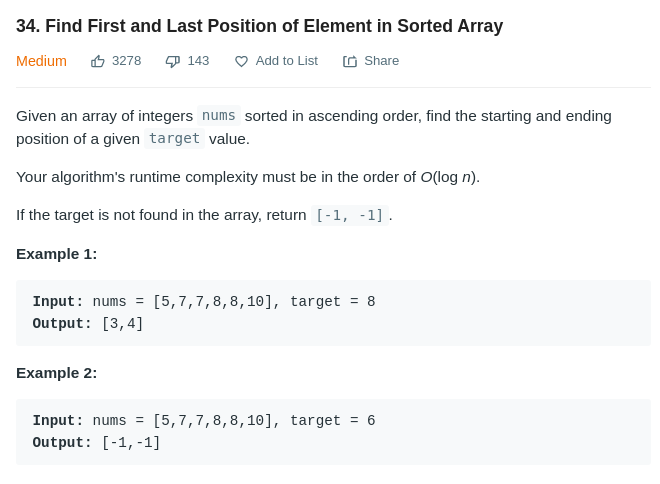 34. Find First and Last Position of Element in Sorted Array
Medium 3278 143 Add to List Share
Given an array of integers nums sorted in ascending order, find the starting and ending
position of a given target value.
Your algorithm's runtime complexity must be in the order of O(log n).
If the target is not found in the array, return [-1, -1].
Example 1:
Input: nums = [5,7,7,8,8,10], target = 8
Output: [3,4]
Example 2:
Input: nums = [5,7,7,8,8,10], target = 6
Output: [-1,-1]